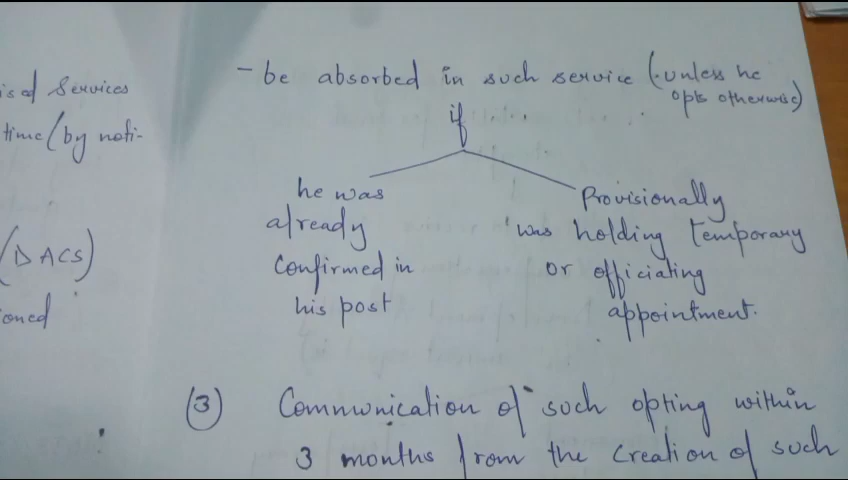 is of Services
time (by noti-
(DACS)
oned
- be absorbed in such service (unless he
opts otherwise)
if
he was
already
confirmed in
his post
Provisionally
was holding temporary
or officiating
appointment.
(3) Communication of such opting within
3 months from the creation of such